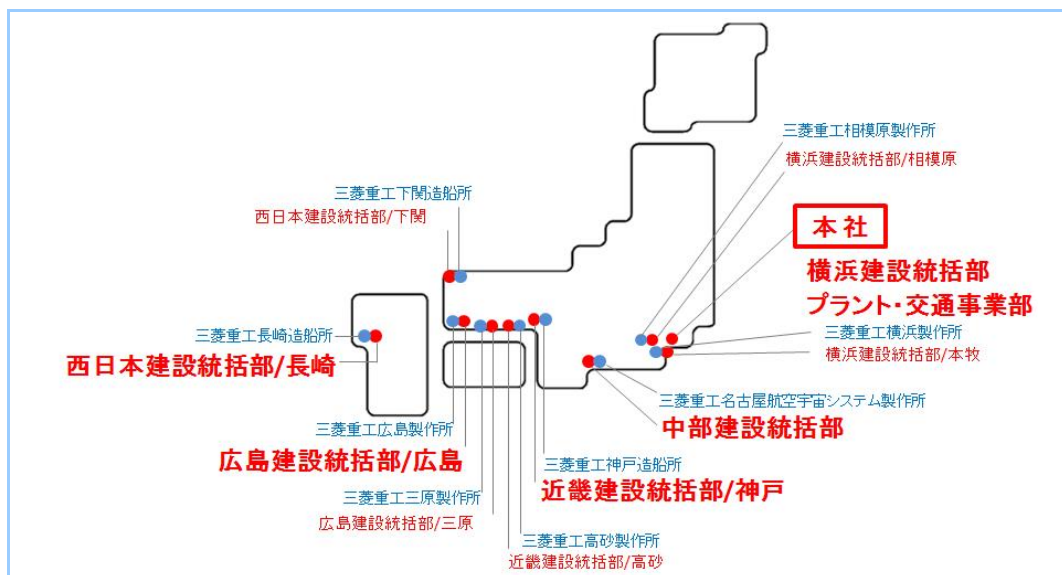 三菱重工相模原製作所
横浜建設統括部/相模原
三菱重工下関造船所
西日本建設統括部/下関
本社
横浜建設統括部
プラント・交通事業部
三菱重工長崎造船所
西日本建設統括部/長崎
三菱重工横浜製作所
横浜建設統括部/本牧
三菱重工名古屋航空宇宙システム製作所
中部建設統括部
三菱重工広島製作所
広島建設統括部/広島
三菱重工神戸造船所
近畿建設統括部/神戸
三菱重工三原製作所
広島建設統括部/三原
三菱重工高砂製作所
近畿建設統括部/高砂